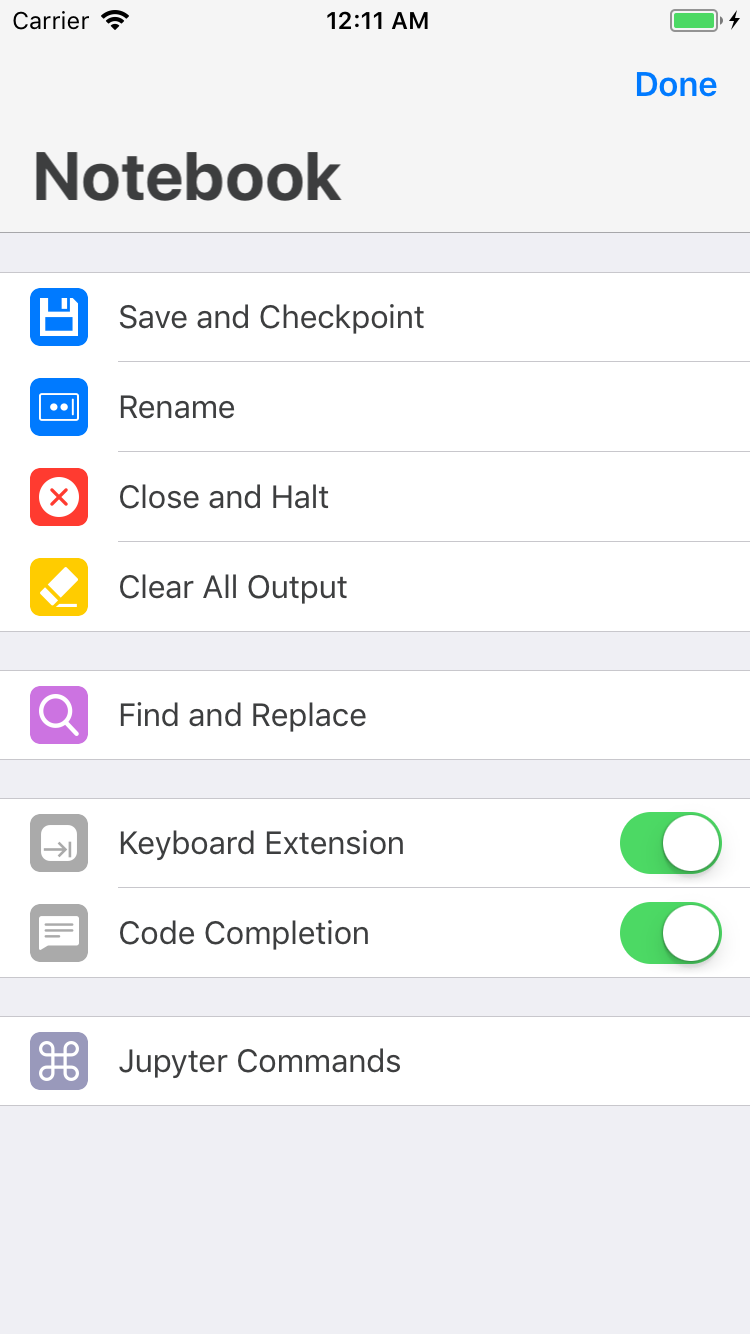 Carrier 12:11 AM
Done
Notebook
Save and Checkpoint
Rename
Close and Halt
Clear All Output
Find and Replace
Keyboard Extension
Code Completion
Jupyter Commands